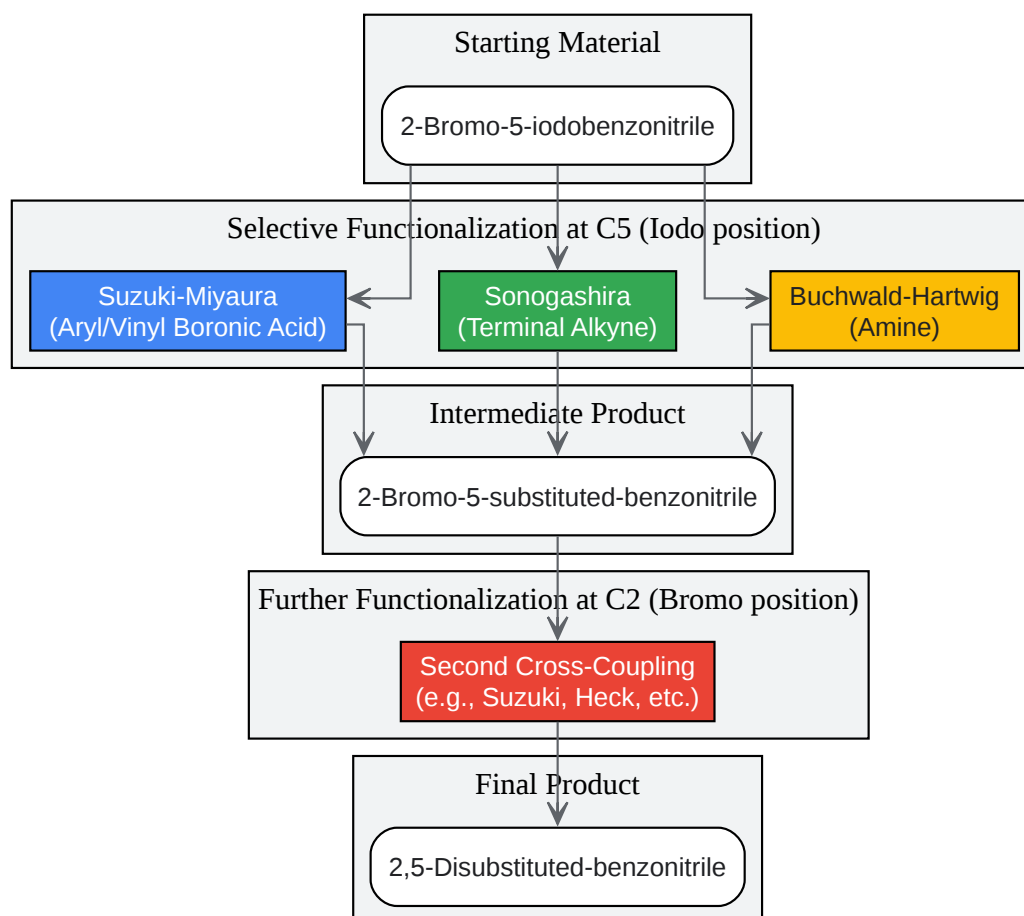 Starting Material
2-Bromo-5-iodobenzonitrile
Selective Functionalization at C5 (Iodo position)
Suzuki-Miyaura
(Aryl/Vinyl Boronic Acid)
Sonogashira
(Terminal Alkyne)
Buchwald-Hartwig
(Amine)
Intermediate Product
2-Bromo-5-substituted-benzonitrile
Further Functionalization at C2 (Bromo position)
Second Cross-Coupling
(e.g., Suzuki, Heck, etc.)
Final Product
2,5-Disubstituted-benzonitrile